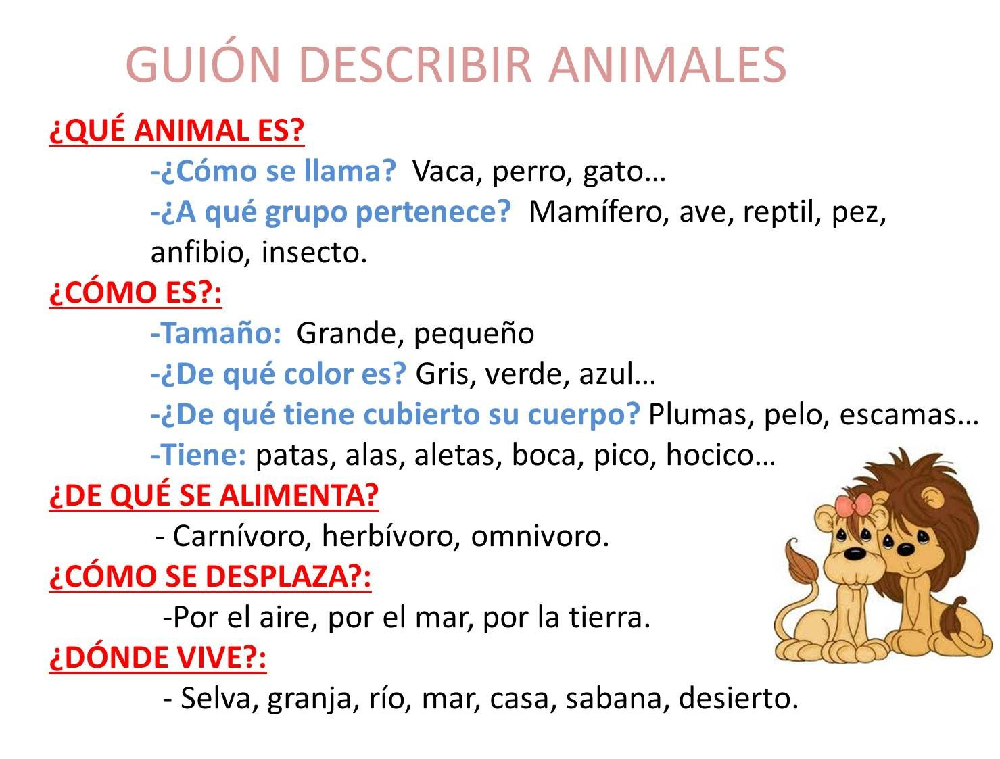 GUIÓN DESCRIBIR ANIMALES
¿QUÉ ANIMAL ES?
-¿Cómo se llama? Vaca, perro, gato…
-¿A qué grupo pertenece? Mamífero, ave, reptil, pez,
anfibio, insecto.
¿CÓMO ES?:
-Tamaño: Grande, pequeño
-¿De qué color es? Gris, verde, azul…
-¿De qué tiene cubierto su cuerpo? Plumas, pelo, escamas…
-Tiene: patas, alas, aletas, boca, pico, hocico…
¿DE QUÉ SE ALIMENTA?
- Carnívoro, herbívoro, omnivoro.
¿CÓMO SE DESPLAZA?:
-Por el aire, por el mar, por la tierra.
¿DÓNDE VIVE?:
- Selva, granja, río, mar, casa, sabana, desierto.